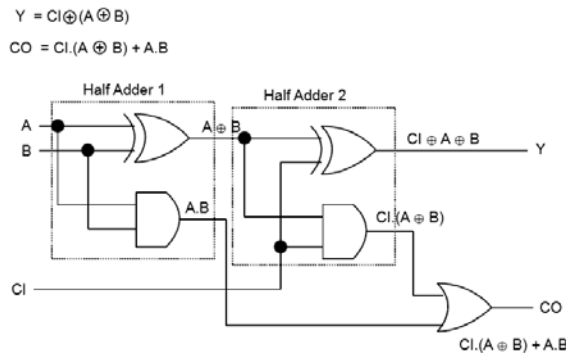 Y = CI⊕(A ⊕ B)
CO = CI.(A ⊕ B) + A.B
Half Adder 1
Half Adder 2
A
B
A ⊕ B
CI ⊕ A ⊕ B
Y
A.B
CI.(A ⊕ B)
CI
CO
CI.(A ⊕ B) + A.B